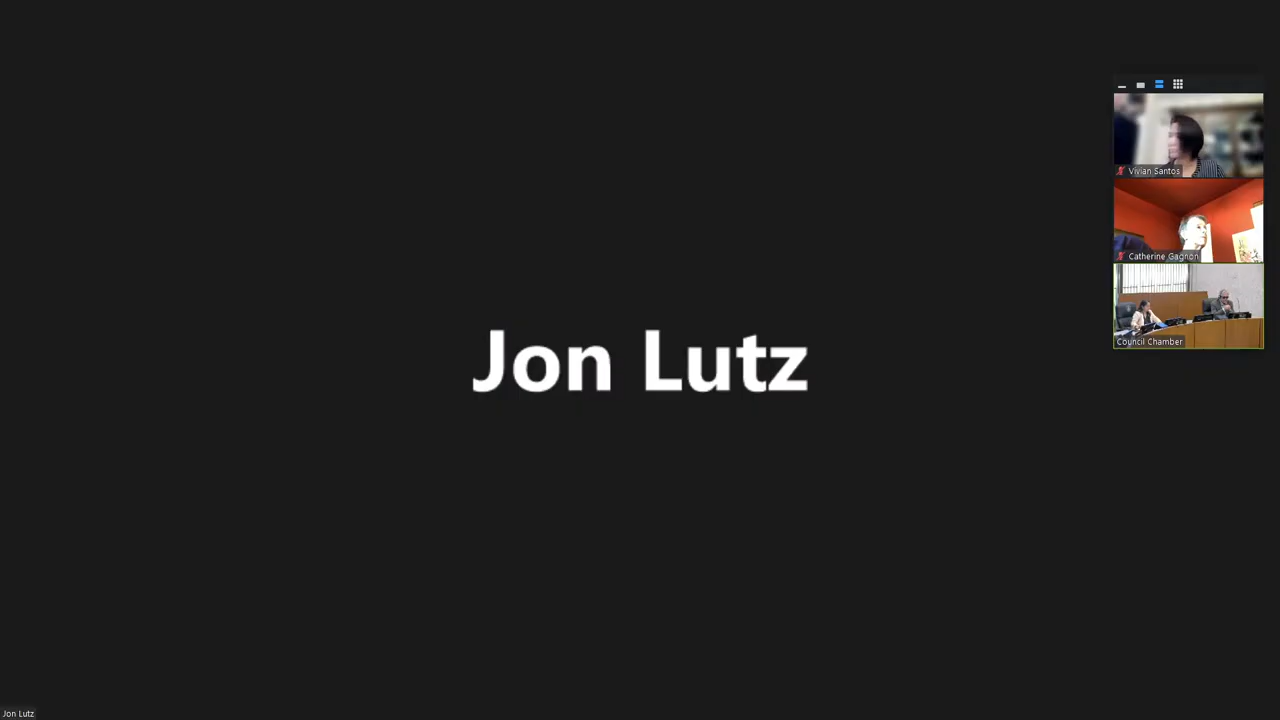 Jon Lutz
Vivian Santos
Catherine Gagnon
Council Chamber
Jon Lutz